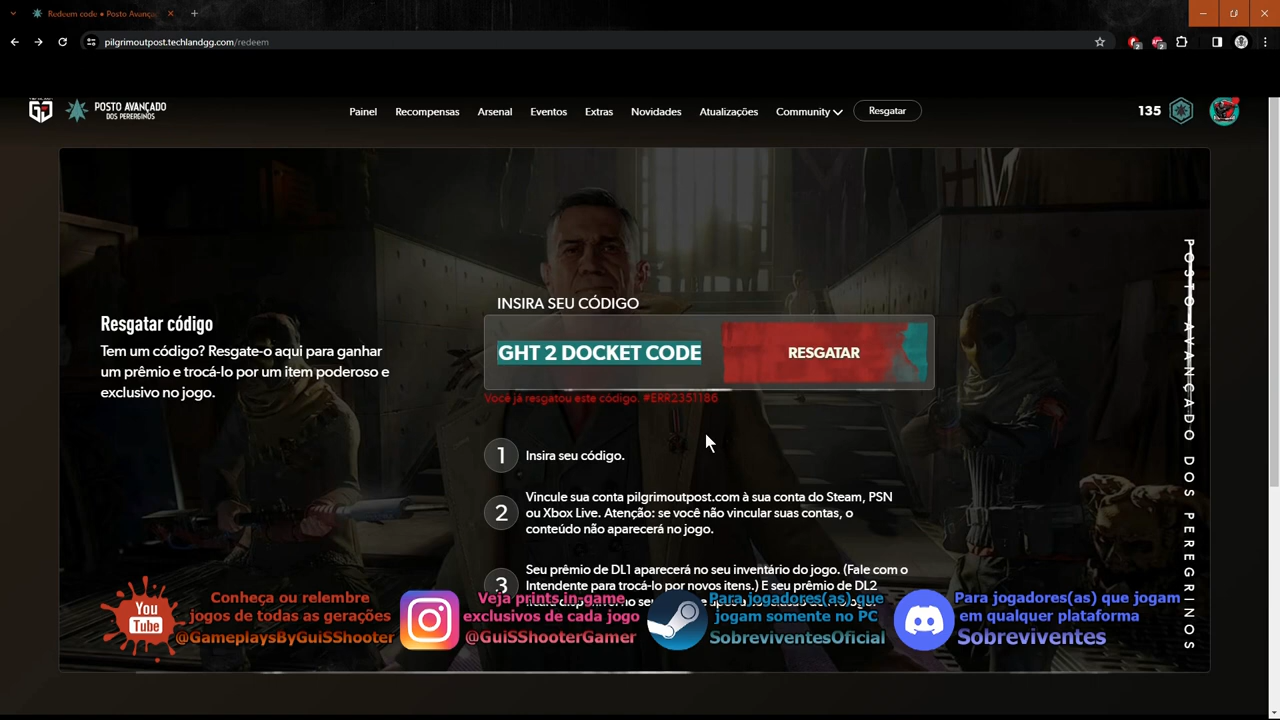 Redeem code • Posto Avanç
pilgrimoutpost.techlandgg.com/redeem
GG
POSTO AVANÇADO
DOS PEREGRINOS
Painel
Recompensas
Arsenal
Eventos
Extras
Novidades
Atualizações
Community
Resgatar
135
Resgatar código
Tem um código? Resgate-o aqui para ganhar
um prêmio e trocá-lo por um item poderoso e
exclusivo no jogo.
INSIRA SEU CÓDIGO
GHT 2 DOCKET CODE
RESGATAR
Você já resgatou este código. #ERR2351186
1
Insira seu código.
2
Vincule sua conta pilgrimoutpost.com à sua conta do Steam, PSN
ou Xbox Live. Atenção: se você não vincular suas contas, o
conteúdo não aparecerá no jogo.
3
Seu prêmio de DL1 aparecerá no seu inventário do jogo. (Fale com o
Intendente para trocá-lo por novos itens.) E seu prêmio de DL2
POSTO AVANÇADO DOS PEREGRINOS
You
Tube
Conheça ou relembre
jogos de todas as gerações
@GameplaysByGuiSShooter
Veja prints in-game
exclusivos de cada jogo
@GuiSShooterGamer
Para jogadores(as) que
jogam somente no PC
SobreviventesOficial
Para jogadores(as) que jogam
em qualquer plataforma
Sobreviventes